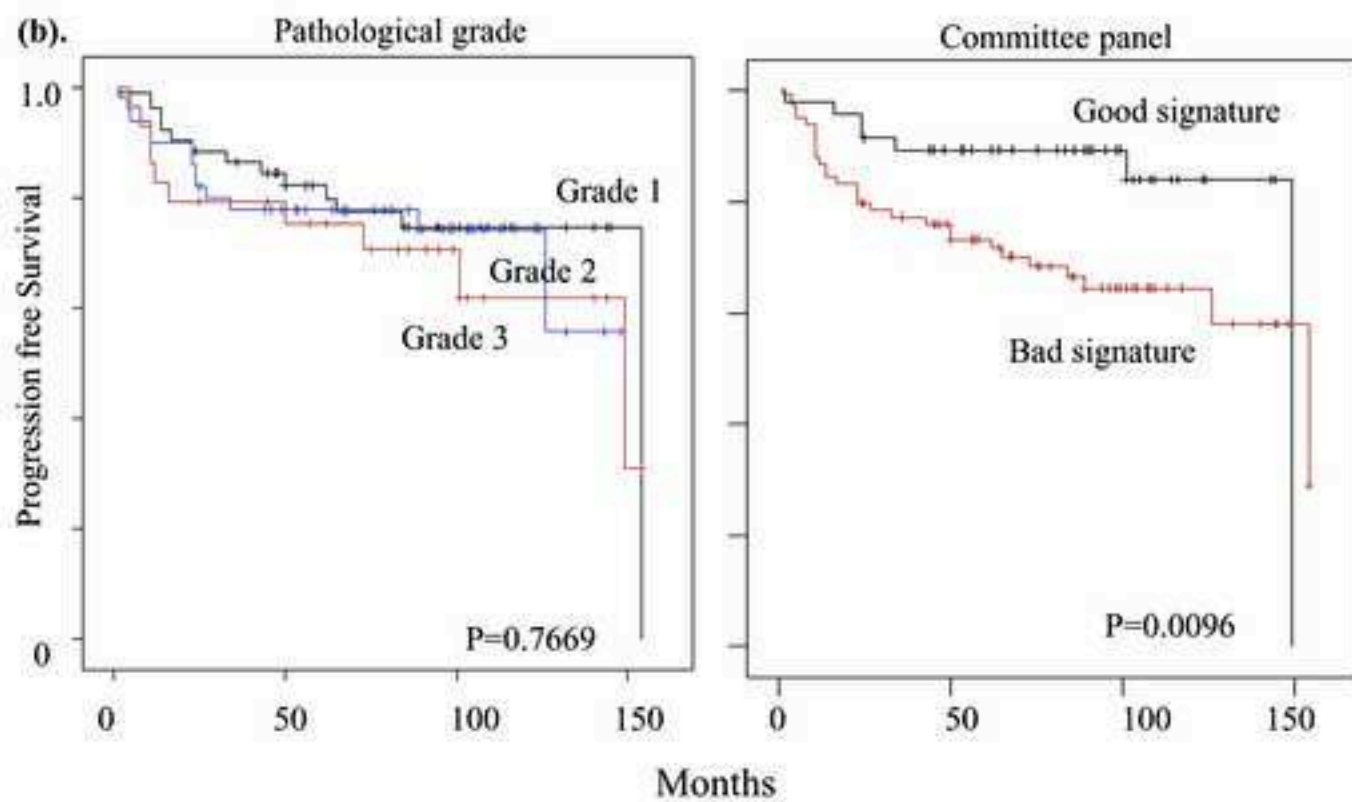 (b).
Pathological grade
Committee panel
1.0
Good signature
Grade 1
Grade 2
Grade 3
Bad signature
Progression free Survival
P=0.7669
P=0.0096
0
0 50 100 150
0 50 100 150
Months